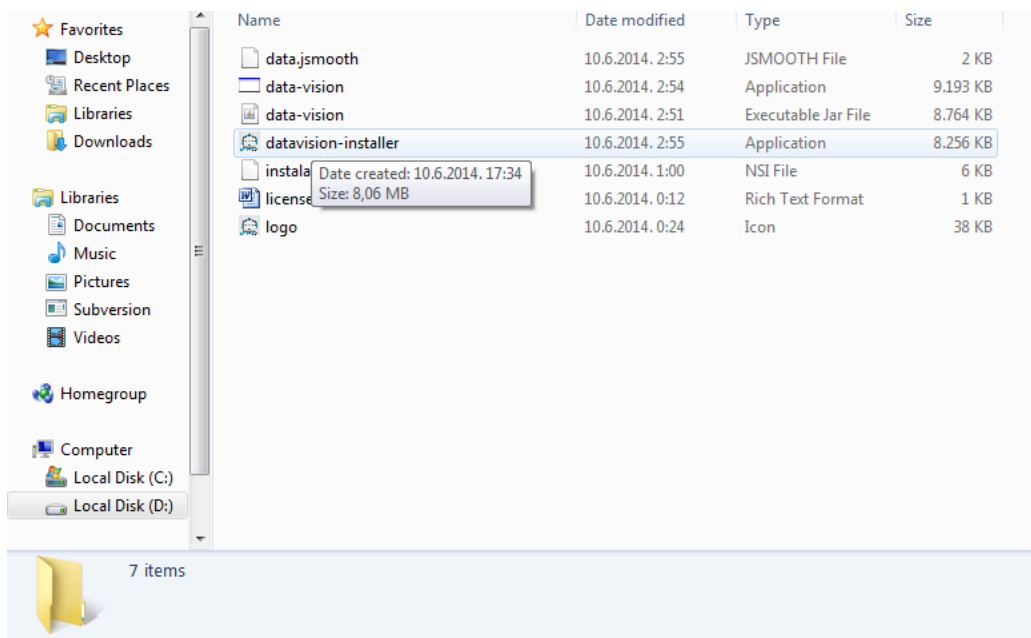 Favorites
Desktop
Recent Places
Libraries
Downloads
Libraries
Documents
Music
Pictures
Subversion
Videos
Homegroup
Computer
Local Disk (C:)
Local Disk (D:)
Name Date modified Type Size
data.jsmooth 10.6.2014. 2:55 JSMOOTH File 2 KB
data-vision 10.6.2014. 2:54 Application 9.193 KB
data-vision 10.6.2014. 2:51 Executable Jar File 8.764 KB
datavision-installer 10.6.2014. 2:55 Application 8.256 KB
instala 10.6.2014. 1:00 NSI File 6 KB
license 10.6.2014. 0:12 Rich Text Format 1 KB
logo 10.6.2014. 0:24 Icon 38 KB
Date created: 10.6.2014. 17:34
Size: 8,06 MB
7 items